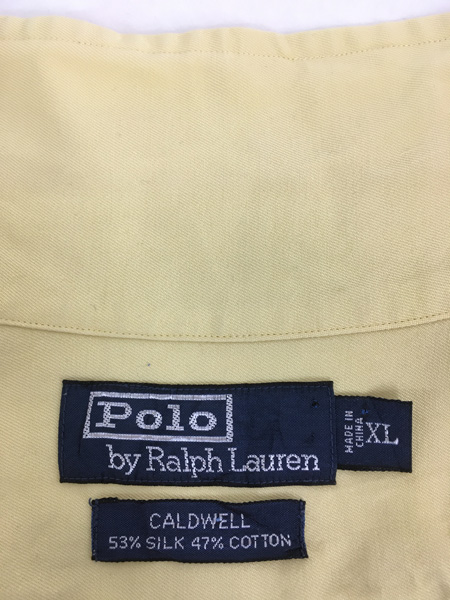 Polo
by Ralph Lauren
MADE IN
CHINA
XL
CALDWELL
53% SILK 47% COTTON